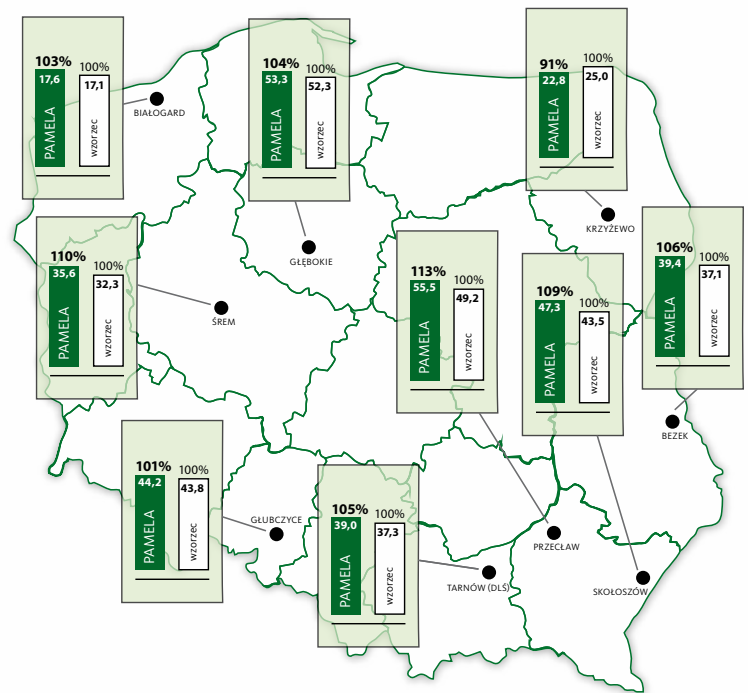 103%
100%
17,6
17,1
PAMELA
wzorzec
BIAŁOGARD
104%
100%
53,3
52,3
PAMELA
wzorzec
GŁĘBOKIE
91%
100%
22,8
25,0
PAMELA
wzorzec
KRZYŻEWO
110%
100%
35,6
32,3
PAMELA
wzorzec
ŚREM
113%
100%
55,5
49,2
PAMELA
wzorzec
PRZECŁAW
109%
100%
47,3
43,5
PAMELA
wzorzec
SKOŁOSZÓW
106%
100%
39,4
37,1
PAMELA
wzorzec
BEZEK
101%
100%
44,2
43,8
PAMELA
wzorzec
GŁUBCZYCE
105%
100%
39,0
37,3
PAMELA
wzorzec
TARNÓW (DLŚ)